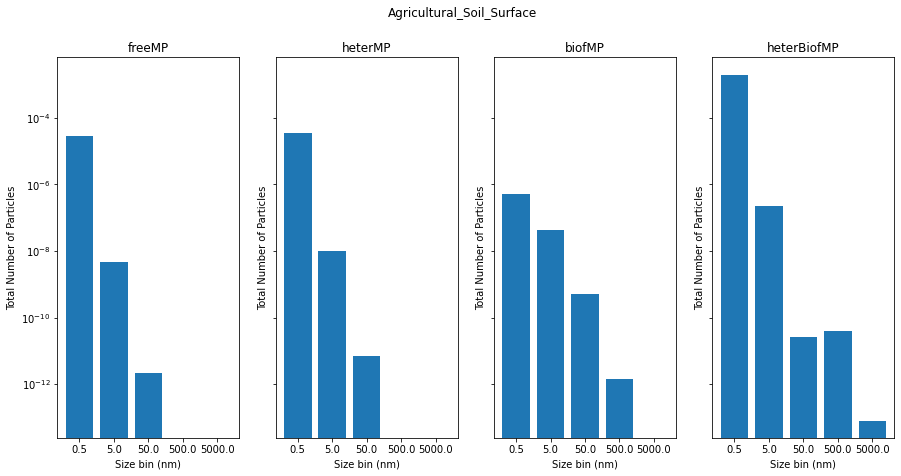 Agricultural_Soil_Surface
freeMP
heterMP
biofMP
heterBiofMP
Total Number of Particles
10⁻⁴
10⁻⁶
10⁻⁸
10⁻¹⁰
10⁻¹²
0.5 5.0 50.0 500.0 5000.0
Size bin (nm)
Total Number of Particles
0.5 5.0 50.0 500.0 5000.0
Size bin (nm)
Total Number of Particles
0.5 5.0 50.0 500.0 5000.0
Size bin (nm)
Total Number of Particles
0.5 5.0 50.0 500.0 5000.0
Size bin (nm)